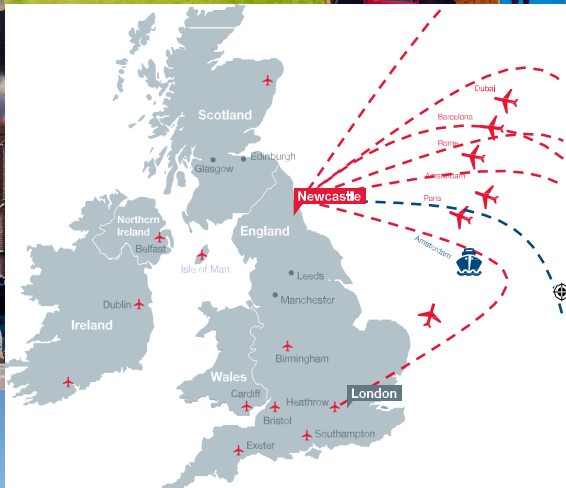 Dubai
Scotland
Barcelona
Rome
Edinburgh
Glasgow
Amsterdam
Newcastle
Paris
Northern
Ireland
England
Belfast
Amsterdam
Isle of Man
Leeds
Manchester
Dublin
Ireland
Birmingham
Wales
Cardiff
Heathrow
London
Bristol
Southampton
Exeter